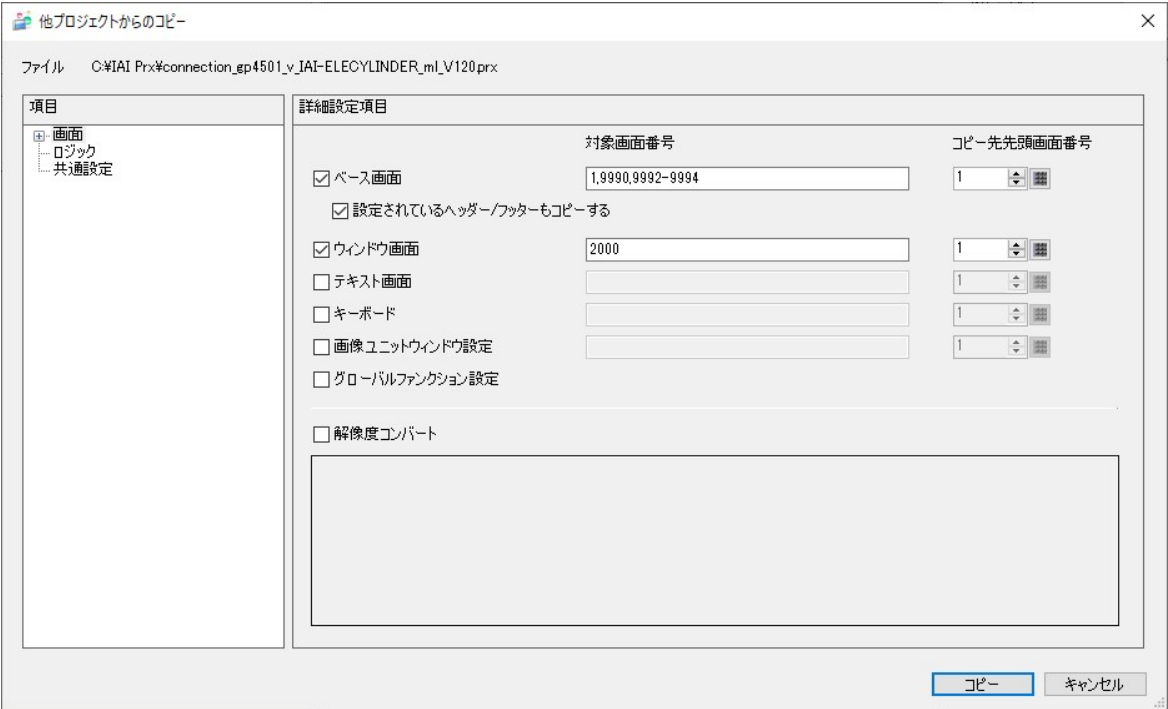 他プロジェクトからのコピー
ファイル C:¥IAI Prx¥connection_gp4501_v_IAI-ELECYLINDER_ml_V120.prx
項目
画面
ロジック
共通設定
詳細設定項目
対象画面番号 コピー先先頭画面番号
ベース画面 1,9990,9992-9994 1
設定されているヘッダー/フッターもコピーする
ウィンドウ画面 2000 1
テキスト画面 1
キーボード 1
画像ユニットウィンドウ設定 1
グローバルファンクション設定
解像度コンバート
コピー キャンセル